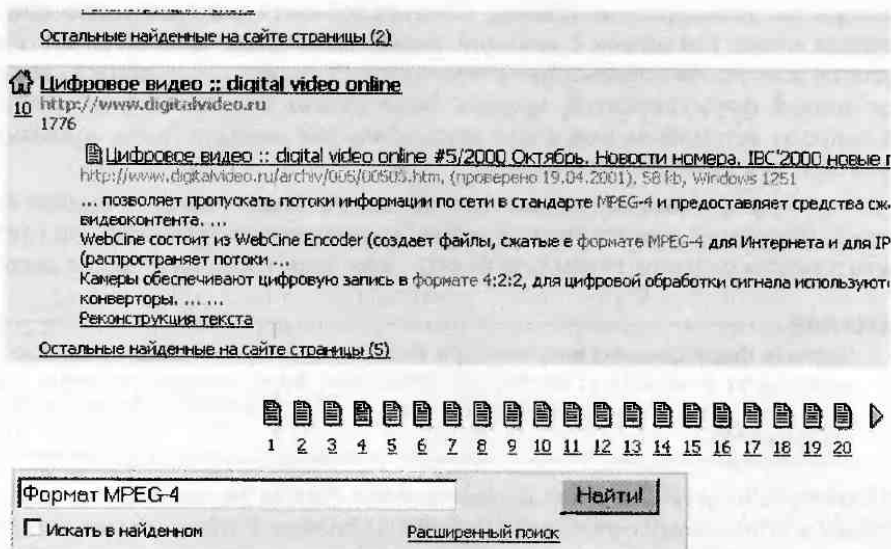 Остальные найденные на сайте страницы (2)
Цифровое видео :: digital video online
10 http://www.digitalvideo.ru
1776
Цифровое видео :: digital video online #5/2000 Октябрь. Новости номера. IBC'2000 новые г
http://www.digitalvideo.ru/archiv/005/00505.htm, (проверено 19.04.2001), 58 kb, Windows 1251
... позволяет пропускать потоки информации по сети в стандарте MPEG-4 и предоставляет средства сж
видеоконтента. ...
WebCine состоит из WebCine Encoder (создает файлы, сжатые в формате MPEG-4 для Интернета и для IP
(распространяет потоки ...
Камеры обеспечивают цифровую запись в формате 4:2:2, для цифровой обработки сигнала используют
конверторы. ... ...
Реконструкция текста
Остальные найденные на сайте страницы (5)
1 2 3 4 5 6 7 8 9 10 11 12 13 14 15 16 17 18 19 20
Формат MPEG-4 Найти!
Искать в найденном Расширенный поиск